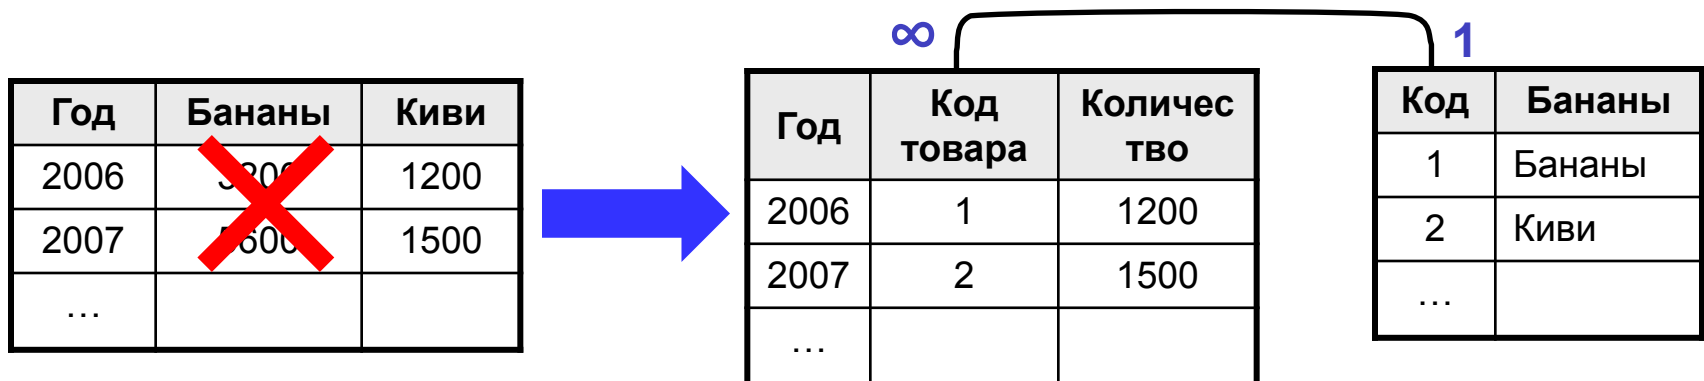 Год Бананы Киви
2006 1200
2007 1500
…
∞ 1
Год Код товара Количес
тво
2006 1 1200
2007 2 1500
…
Код Бананы
1 Бананы
2 Киви
…